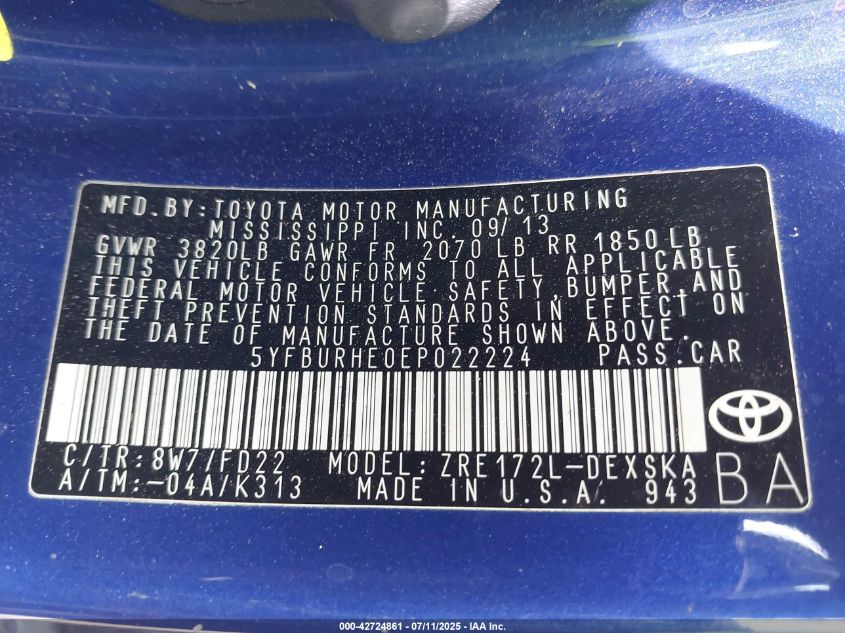 MFD.BY:TOYOTA MOTOR MANUFACTURING
MISSISSIPPI INC. 09/13
GVWR 3820LB GAWR FR 2070 LB RR 1850 LB
THIS VEHICLE CONFORMS TO ALL APPLICABLE
FEDERAL MOTOR VEHICLE SAFETY, BUMPER, AND
THEFT PREVENTION STANDARDS IN EFFECT ON
THE DATE OF MANUFACTURE SHOWN ABOVE.
5YFBURHE0EP022224 PASS.CAR
C/TR:8W7/FD22 MODEL: ZRE172L-DEXSKA
A/TM:-04A/K313 MADE IN U.S.A. 943
BA
000-42724861 - 07/11/2025 - IAA Inc.